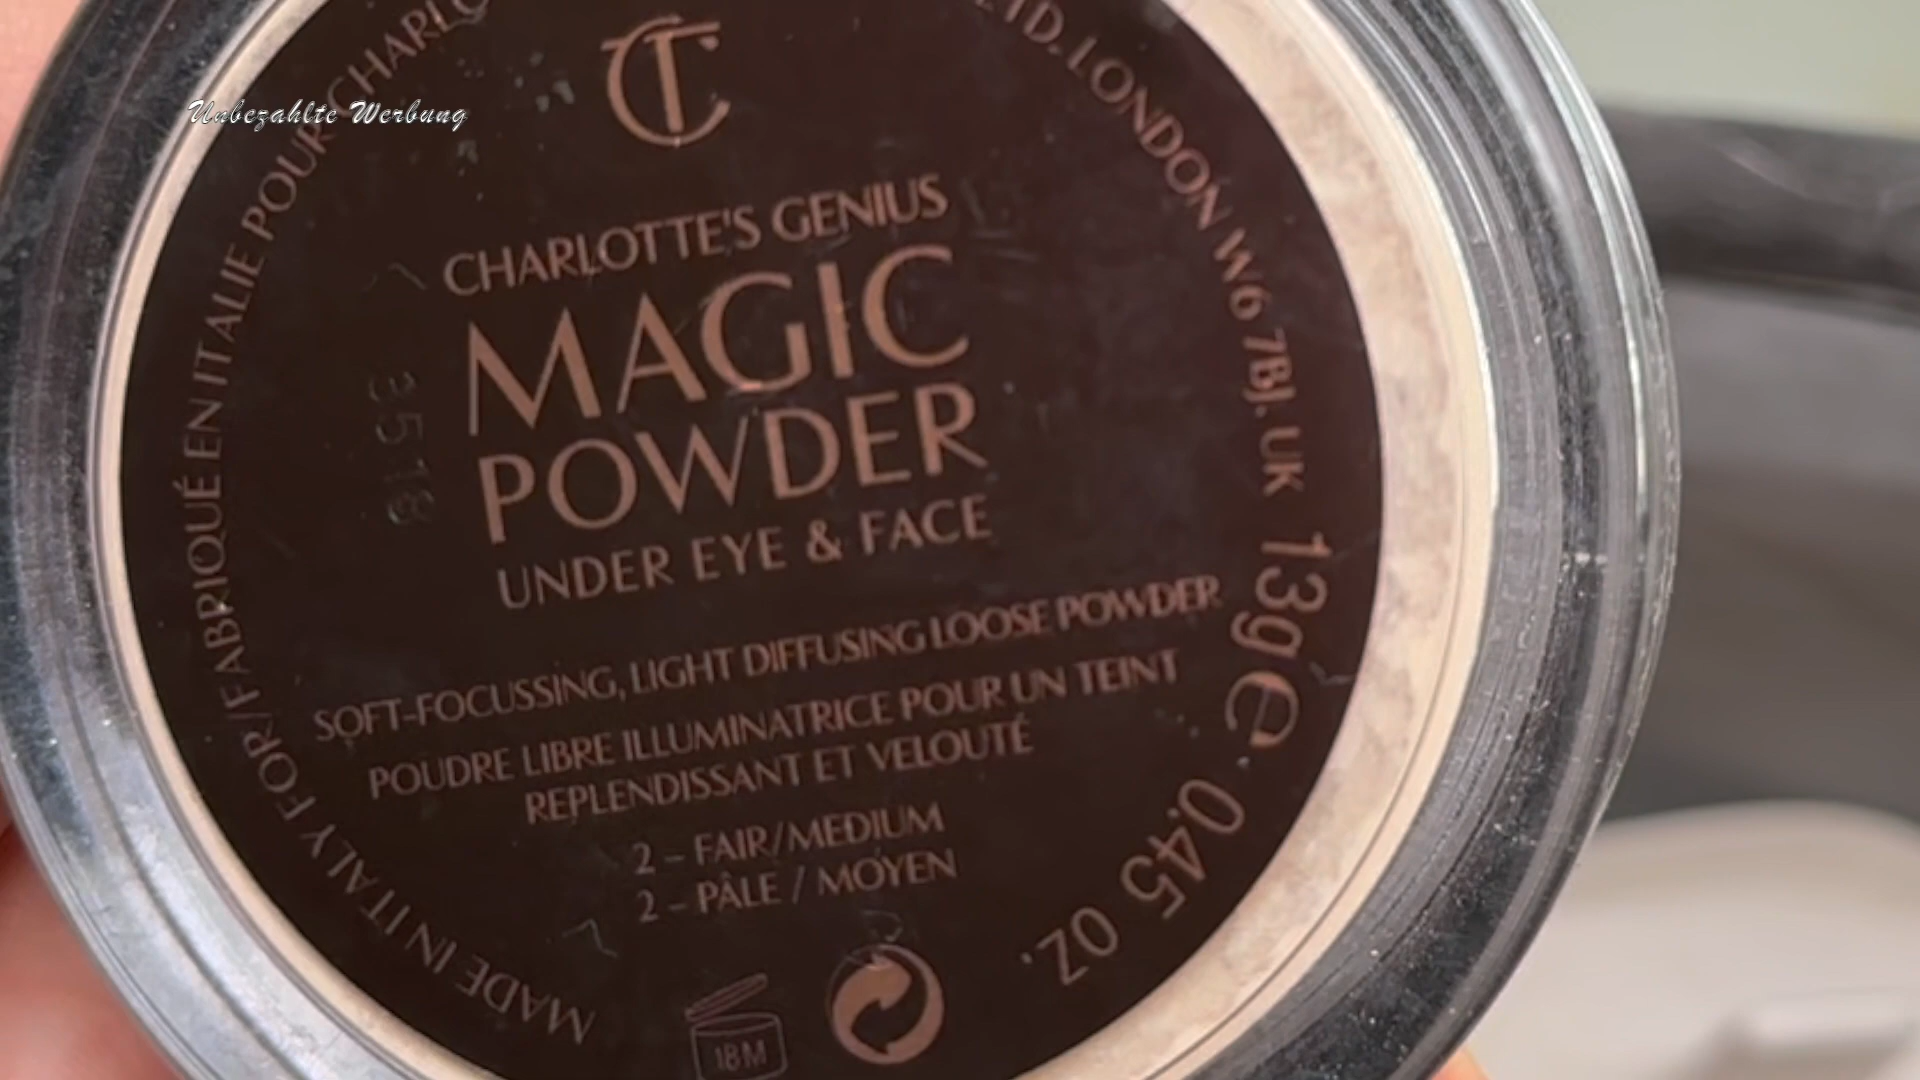 Unbezahlte Werbung
CT
CHARLOTTE'S GENIUS
MAGIC
POWDER
UNDER EYE & FACE
SOFT-FOCUSSING, LIGHT DIFFUSING LOOSE POWDER
POUDRE LIBRE ILLUMINATRICE POUR UN TEINT
REPLENDISSANT ET VELOUTÉ
2 – FAIR/MEDIUM
2 – PÂLE / MOYEN
18M
3518
MADE IN ITALY FOR/FABRIQUÉ EN ITALIE POUR
LTD. LONDON W6 7BJ. UK 13g℮ · 0.45 OZ.